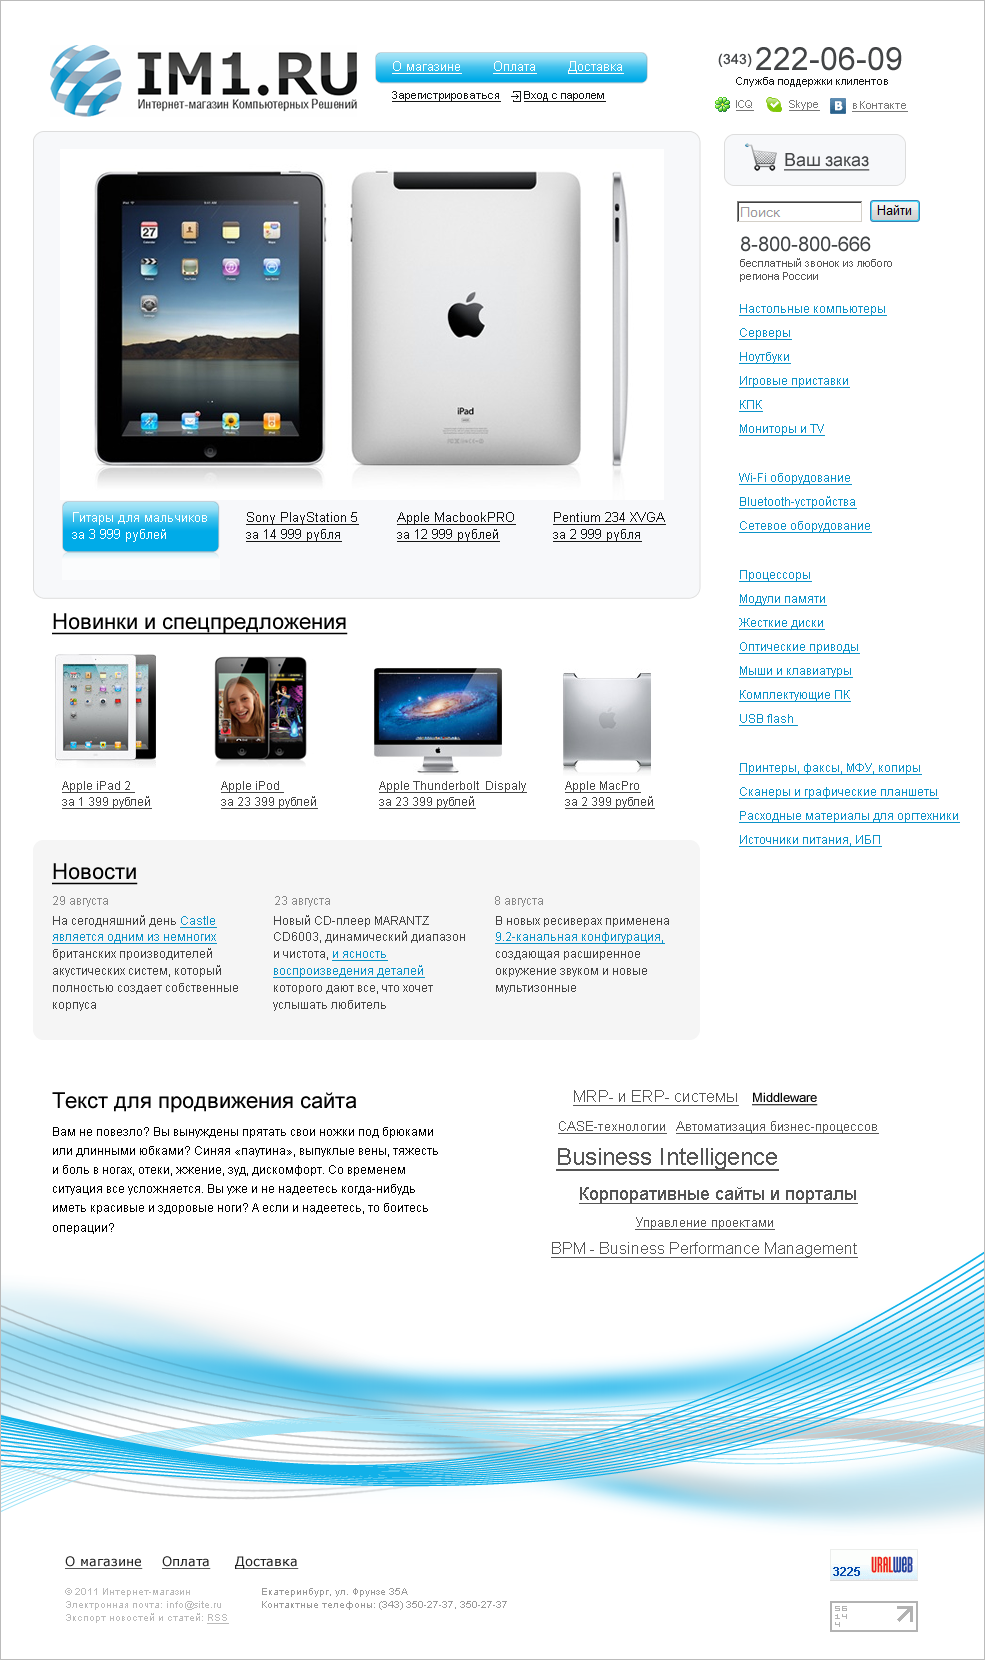 IM1.RU
Интернет-магазин Компьютерных Решений
О магазине Оплата Доставка
Зарегистрироваться Вход с паролем
(343) 222-06-09
Служба поддержки клилентов
ICQ Skype вКонтакте
Ваш заказ
Поиск Найти
8-800-800-666
бесплатный звонок из любого
региона России
iPad
Гитары для мальчиков
за 3 999 рублей
Sony PlayStation 5
за 14 999 рубля
Apple MacbookPRO
за 12 999 рублей
Pentium 234 XVGA
за 2 999 рубля
Настольные компьютеры
Серверы
Ноутбуки
Игровые приставки
КПК
Мониторы и TV
Wi-Fi оборудование
Bluetooth-устройства
Сетевое оборудование
Процессоры
Модули памяти
Жесткие диски
Оптические приводы
Мыши и клавиатуры
Комплектующие ПК
USB flash
Принтеры, факсы, МФУ, копиры
Сканеры и графические планшеты
Расходные материалы для оргтехники
Источники питания, ИБП
Новинки и спецпредложения
Apple iPad 2
за 1 399 рублей
Apple iPod
за 23 399 рублей
Apple Thunderbolt Dispaly
за 23 399 рублей
Apple MacPro
за 2 399 рублей
Новости
29 августа
На сегодняшний день Castle
является одним из немногих
британских производителей
акустических систем, который
полностью создает собственные
корпуса
23 августа
Новый CD-плеер MARANTZ
CD6003, динамический диапазон
и чистота, и ясность
воспроизведения деталей
которого дают все, что хочет
услышать любитель
8 августа
В новых ресиверах применена
9.2-канальная конфигурация,
создающая расширенное
окружение звуком и новые
мультизонные
Текст для продвижения сайта
Вам не повезло? Вы вынуждены прятать свои ножки под брюками
или длинными юбками? Синяя «паутина», выпуклые вены, тяжесть
и боль в ногах, отеки, жжение, зуд, дискомфорт. Со временем
ситуация все усложняется. Вы уже и не надеетесь когда-нибудь
иметь красивые и здоровые ноги? А если и надеетесь, то боитесь
операции?
MRP- и ERP- системы Middleware
CASE-технологии Автоматизация бизнес-процессов
Business Intelligence
Корпоративные сайты и порталы
Управление проектами
BPM - Business Performance Management
О магазине Оплата Доставка
© 2011 Интернет-магазин
Электронная почта: info@site.ru
Экспорт новостей и статей: RSS
Екатеринбург, ул. Фрунзе 35А
Контактные телефоны: (343) 350-27-37, 350-27-37
3225 URALWEB
56
14
4